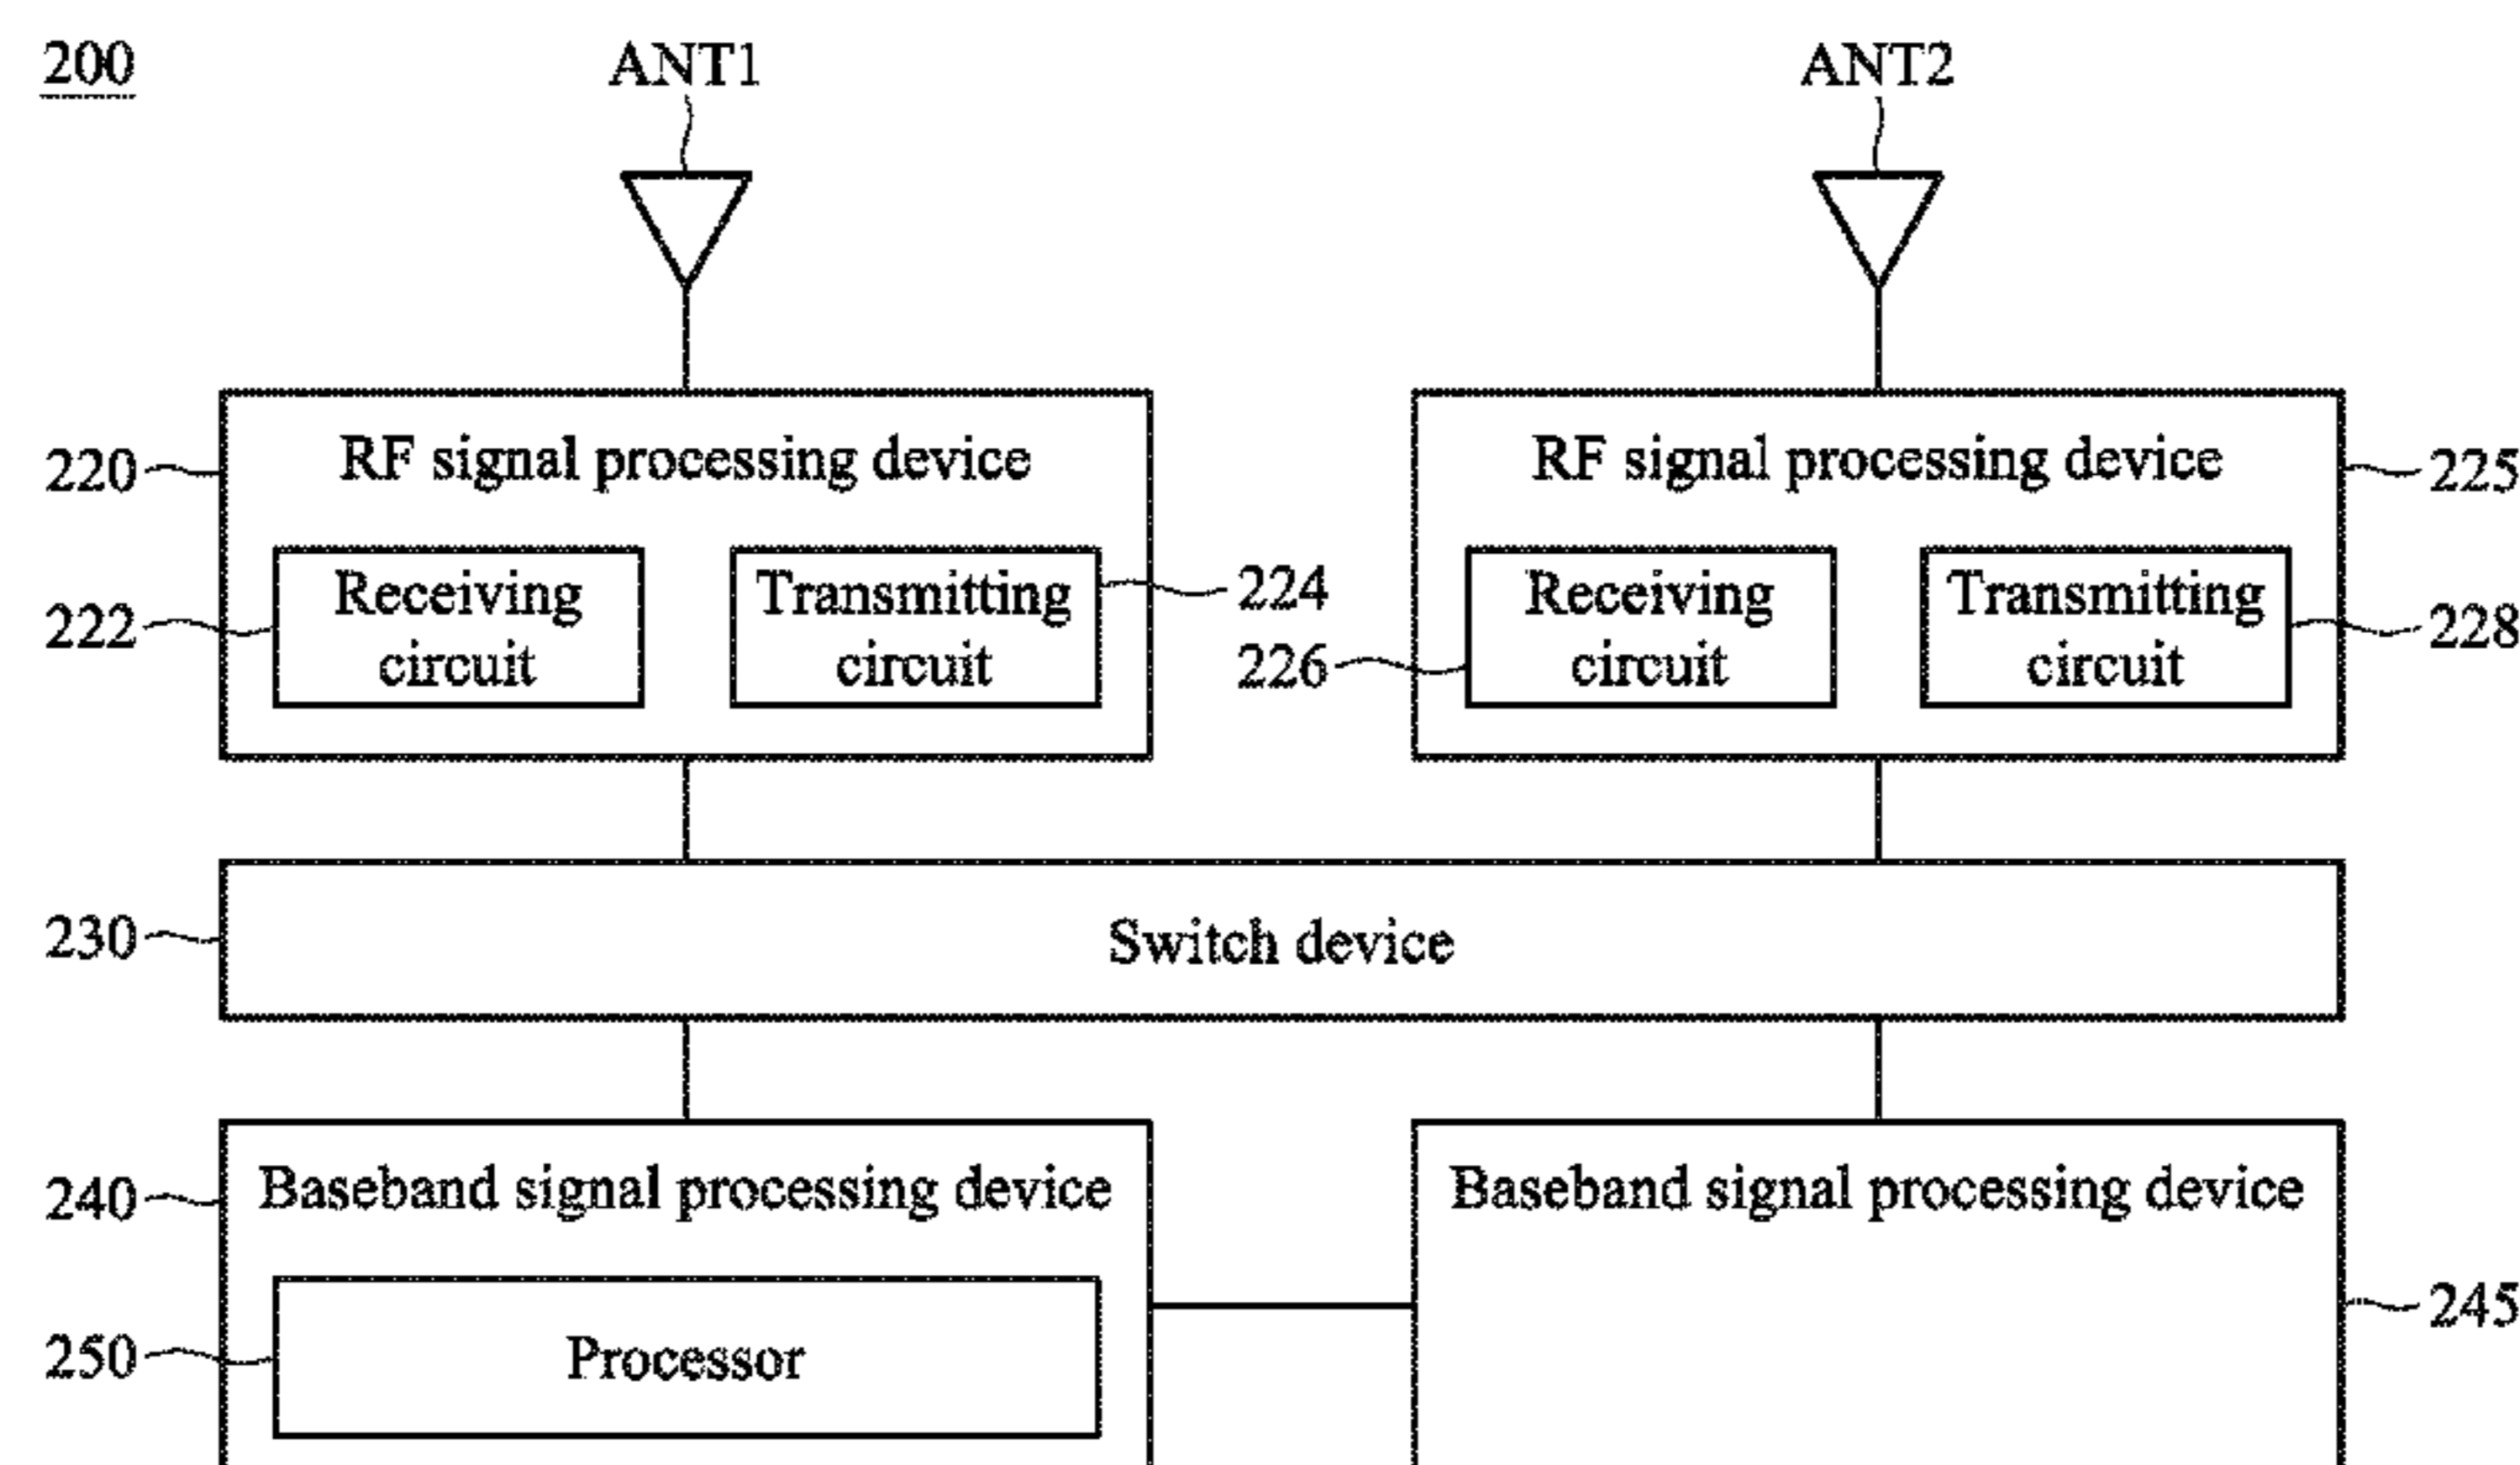 200
ANT1
ANT2
220
RF signal processing device
RF signal processing device
225
222
Receiving
circuit
Transmitting
circuit
224
226
Receiving
circuit
Transmitting
circuit
228
230
Switch device
240
Baseband signal processing device
Baseband signal processing device
245
250
Processor